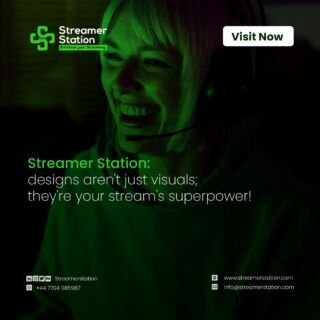 Streamer
Station
Visit Now
Streamer Station:
designs aren't just visuals;
they're your stream's superpower!
Streamerstation
www.streamerstation.com
+44 7704 985987
info@streamerstation.com